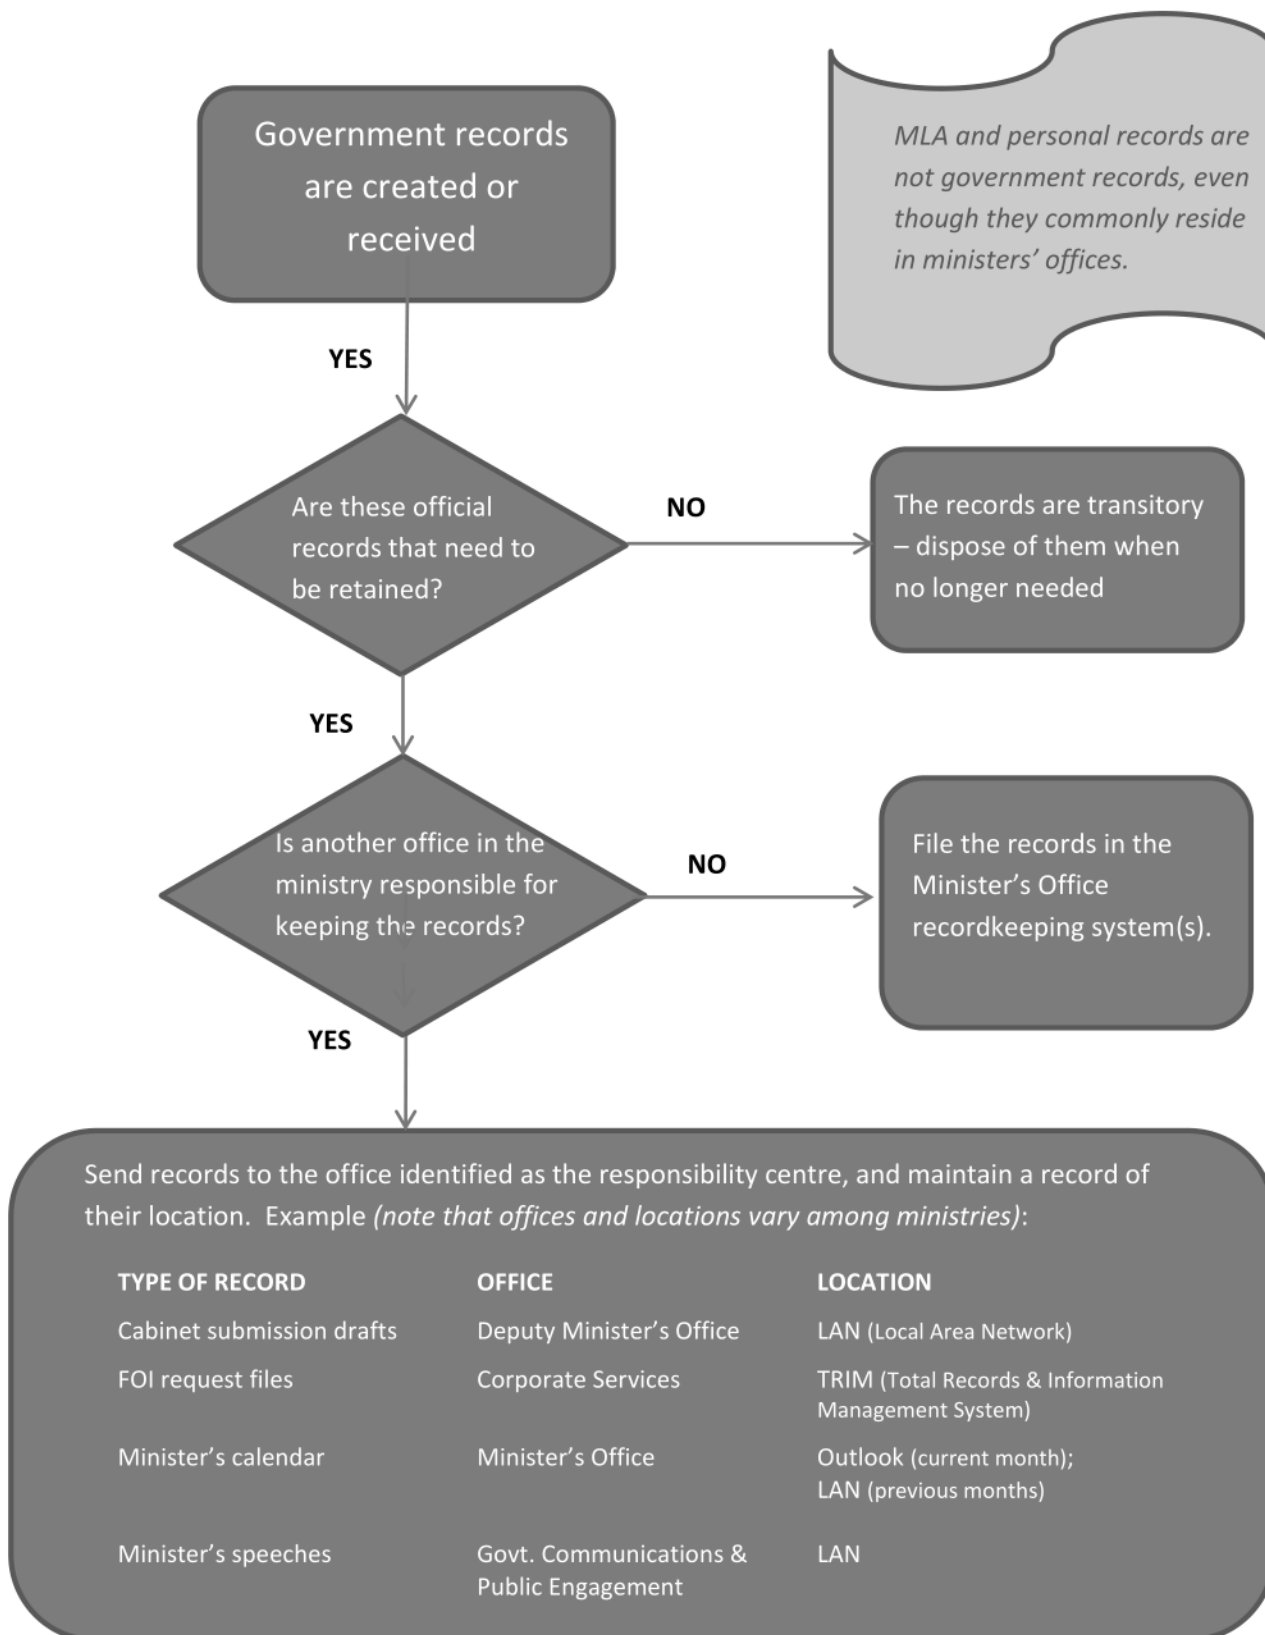 Government records
are created or
received
MLA and personal records are
not government records, even
though they commonly reside
in ministers’ offices.
YES
Are these official
records that need to
be retained?
NO
The records are transitory
– dispose of them when
no longer needed
YES
Is another office in the
ministry responsible for
keeping the records?
NO
File the records in the
Minister’s Office
recordkeeping system(s).
YES
Send records to the office identified as the responsibility centre, and maintain a record of
their location.  Example (note that offices and locations vary among ministries):
TYPE OF RECORD OFFICE LOCATION
Cabinet submission drafts Deputy Minister’s Office LAN (Local Area Network)
FOI request files Corporate Services TRIM (Total Records & Information
Management System)
Minister’s calendar Minister’s Office Outlook (current month);
LAN (previous months)
Minister’s speeches Govt. Communications & LAN
Public Engagement